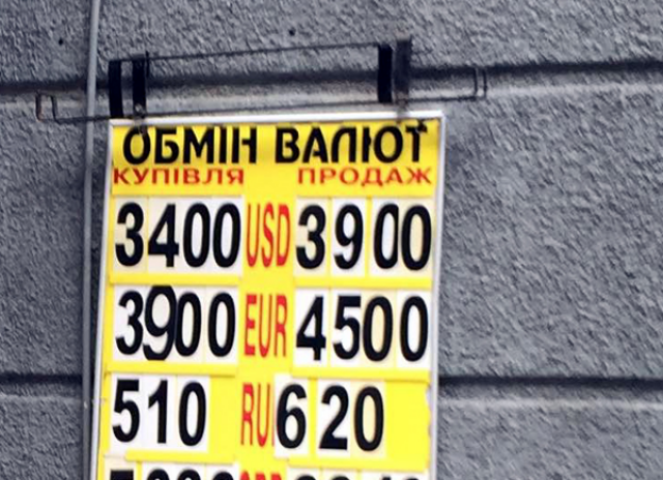 ОБМІН ВАЛЮТ
КУПІВЛЯ ПРОДАЖ
3400 USD 3900
3900 EUR 4500
510 RU 620